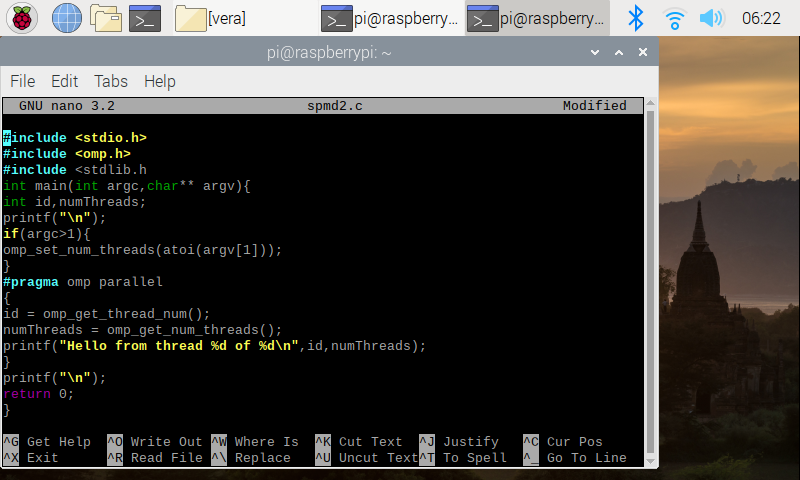 [vera] pi@raspberry... pi@raspberry... 06:22
pi@raspberrypi: ~
File Edit Tabs Help
GNU nano 3.2 spmd2.c Modified
#include <stdio.h>
#include <omp.h>
#include <stdlib.h
int main(int argc,char** argv){
int id,numThreads;
printf("\n");
if(argc>1){
omp_set_num_threads(atoi(argv[1]));
}
#pragma omp parallel
{
id = omp_get_thread_num();
numThreads = omp_get_num_threads();
printf("Hello from thread %d of %d\n",id,numThreads);
}
printf("\n");
return 0;
}
^G Get Help ^O Write Out ^W Where Is ^K Cut Text ^J Justify ^C Cur Pos
^X Exit ^R Read File ^\ Replace ^U Uncut Text ^T To Spell ^_ Go To Line